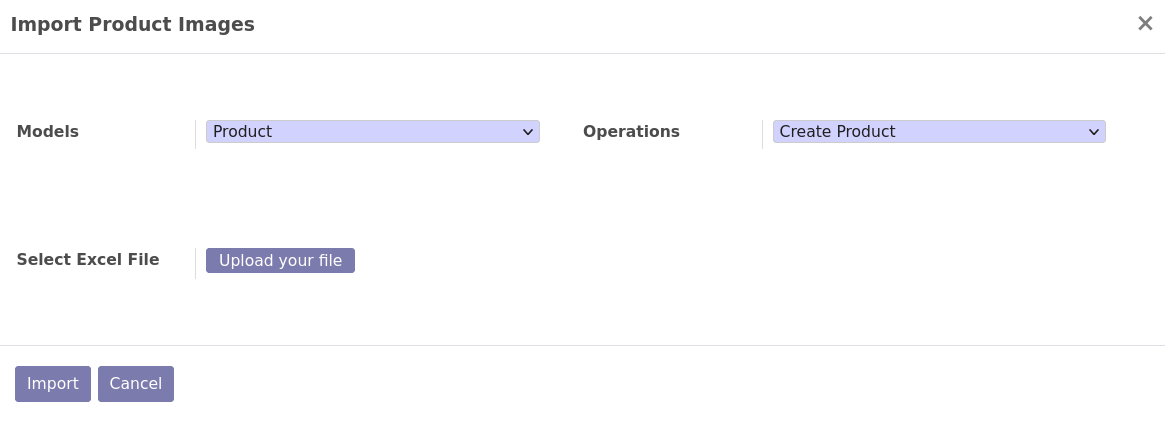 Import Product Images
Models Product Operations Create Product
Select Excel File Upload your file
Import Cancel